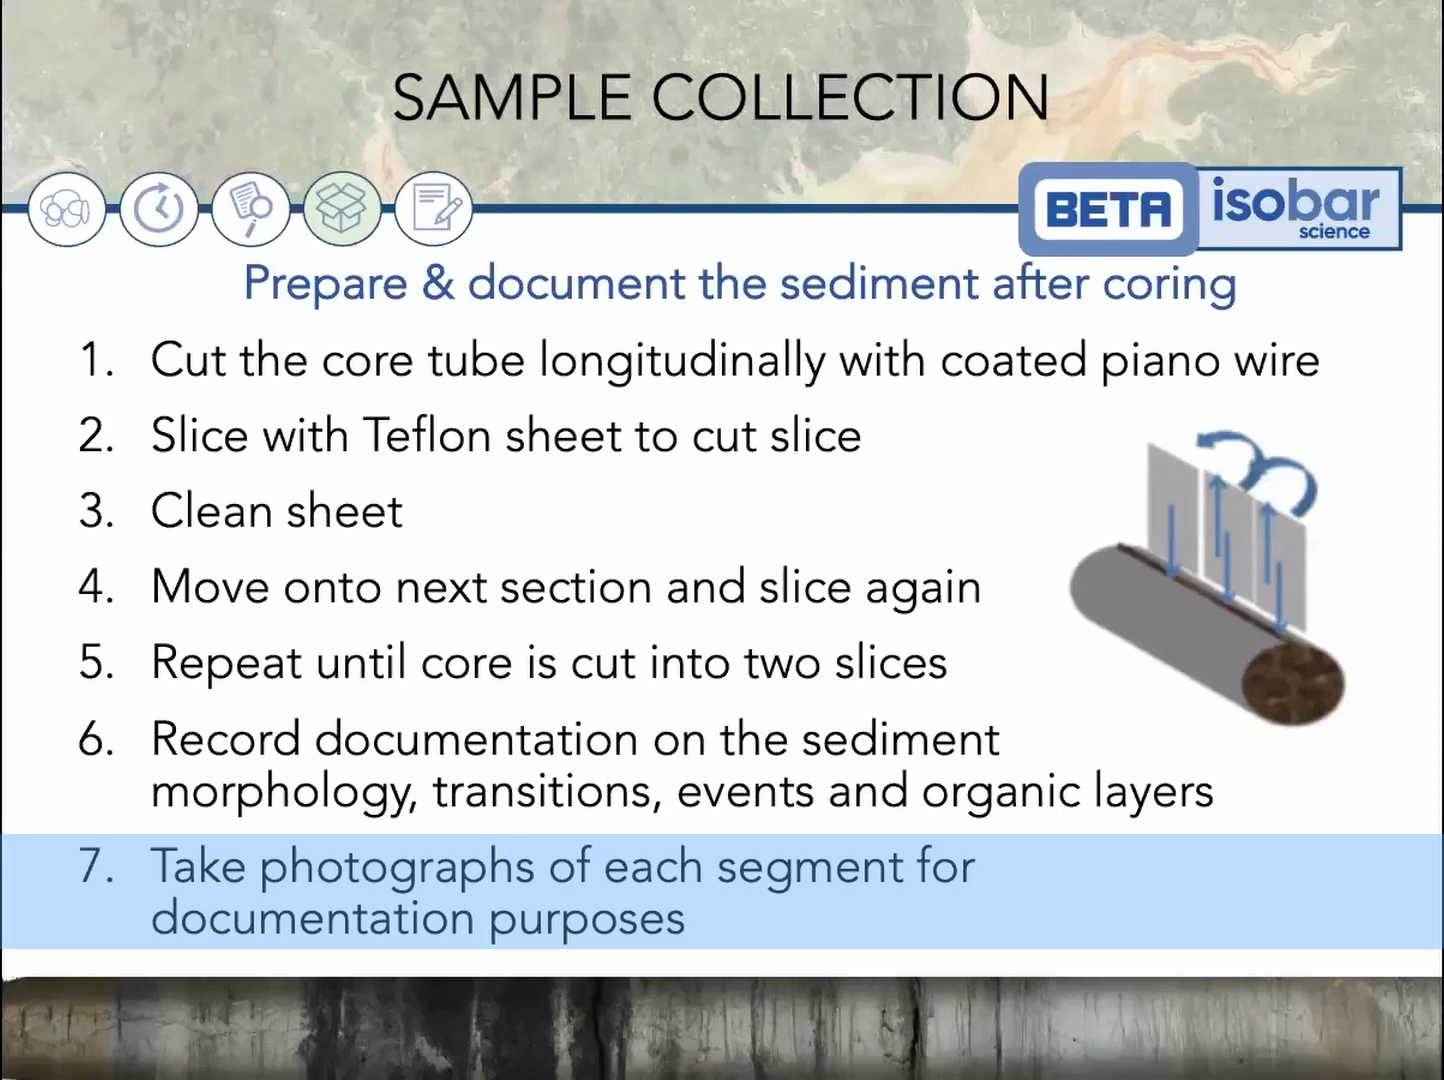 SAMPLE COLLECTION
BETA isobar
science
Prepare & document the sediment after coring
1. Cut the core tube longitudinally with coated piano wire
2. Slice with Teflon sheet to cut slice
3. Clean sheet
4. Move onto next section and slice again
5. Repeat until core is cut into two slices
6. Record documentation on the sediment
morphology, transitions, events and organic layers
7. Take photographs of each segment for
documentation purposes